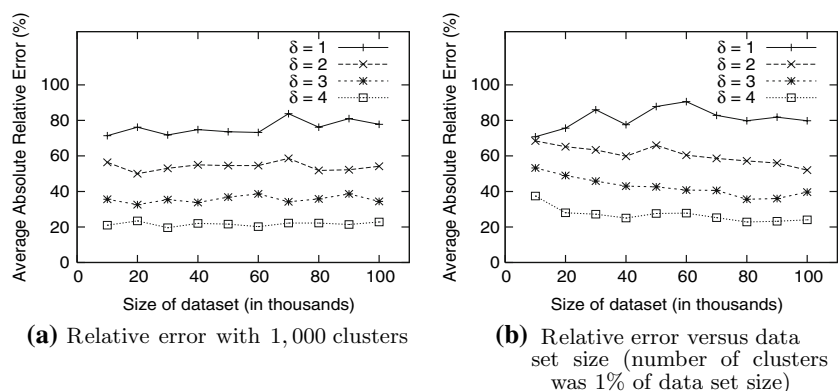 Average Absolute Relative Error (%)
100
80
60
40
20
0
δ = 1
δ = 2
δ = 3
δ = 4
0 20 40 60 80 100
Size of dataset (in thousands)
(a) Relative error with 1,000 clusters
Average Absolute Relative Error (%)
100
80
60
40
20
0
δ = 1
δ = 2
δ = 3
δ = 4
0 20 40 60 80 100
Size of dataset (in thousands)
(b) Relative error versus data
set size (number of clusters
was 1% of data set size)